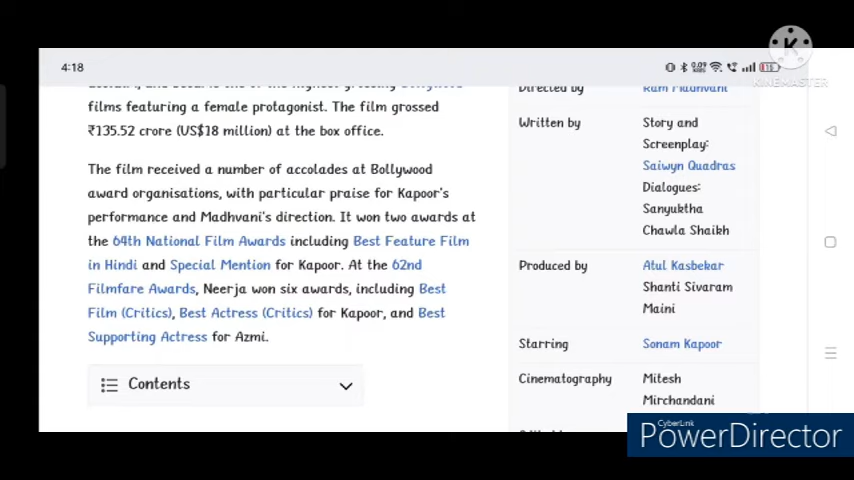 4:18
KINEMASTER
films featuring a female protagonist. The film grossed
₹135.52 crore (US$18 million) at the box office.
The film received a number of accolades at Bollywood
award organisations, with particular praise for Kapoor's
performance and Madhvani's direction. It won two awards at
the 64th National Film Awards including Best Feature Film
in Hindi and Special Mention for Kapoor. At the 62nd
Filmfare Awards, Neerja won six awards, including Best
Film (Critics), Best Actress (Critics) for Kapoor, and Best
Supporting Actress for Azmi.
Contents
Directed by Ram Madhvani
Written by Story and
Screenplay:
Saiwyn Quadras
Dialogues:
Sanyuktha
Chawla Shaikh
Produced by Atul Kasbekar
Shanti Sivaram
Maini
Starring Sonam Kapoor
Cinematography Mitesh
Mirchandani
CyberLink
PowerDirector